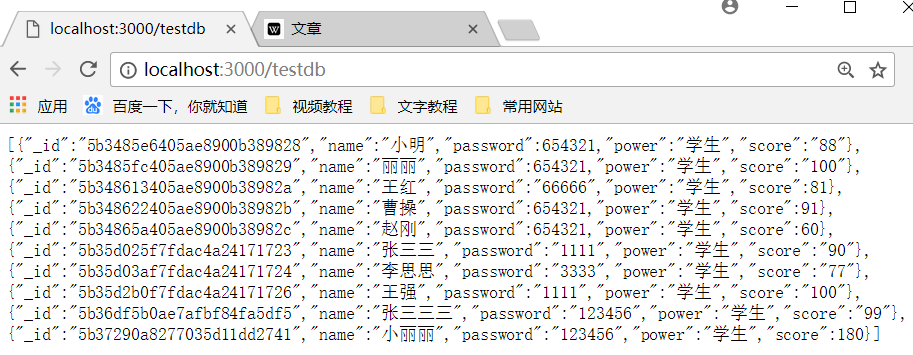 localhost:3000/testdb
文章
localhost:3000/testdb
应用 百度一下，你就知道 视频教程 文字教程 常用网站
[{"_id":"5b3485e6405ae8900b389828","name":"小明","password":654321,"power":"学生","score":"88"},
{"_id":"5b3485fc405ae8900b389829","name":"丽丽","password":654321,"power":"学生","score":"100"},
{"_id":"5b348613405ae8900b38982a","name":"王红","password":"66666","power":"学生","score":81},
{"_id":"5b348622405ae8900b38982b","name":"曹操","password":654321,"power":"学生","score":91},
{"_id":"5b34865a405ae8900b38982c","name":"赵刚","password":654321,"power":"学生","score":60},
{"_id":"5b35d025f7fdac4a24171723","name":"张三三","password":"1111","power":"学生","score":"90"},
{"_id":"5b35d03af7fdac4a24171724","name":"李思思","password":"3333","power":"学生","score":"77"},
{"_id":"5b35d2b0f7fdac4a24171726","name":"王强","password":"1111","power":"学生","score":"100"},
{"_id":"5b36df5b0ae7afbf84fa5df5","name":"张三三三","password":"123456","power":"学生","score":"99"},
{"_id":"5b37290a8277035d11dd2741","name":"小丽丽","password":"123456","power":"学生","score":180}]